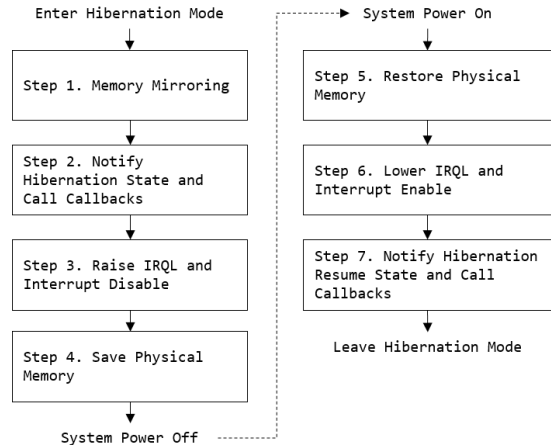 Enter Hibernation Mode
Step 1. Memory Mirroring
Step 2. Notify
Hibernation State and
Call Callbacks
Step 3. Raise IRQL and
Interrupt Disable
Step 4. Save Physical
Memory
System Power Off
System Power On
Step 5. Restore Physical
Memory
Step 6. Lower IRQL and
Interrupt Enable
Step 7. Notify Hibernation
Resume State and Call
Callbacks
Leave Hibernation Mode